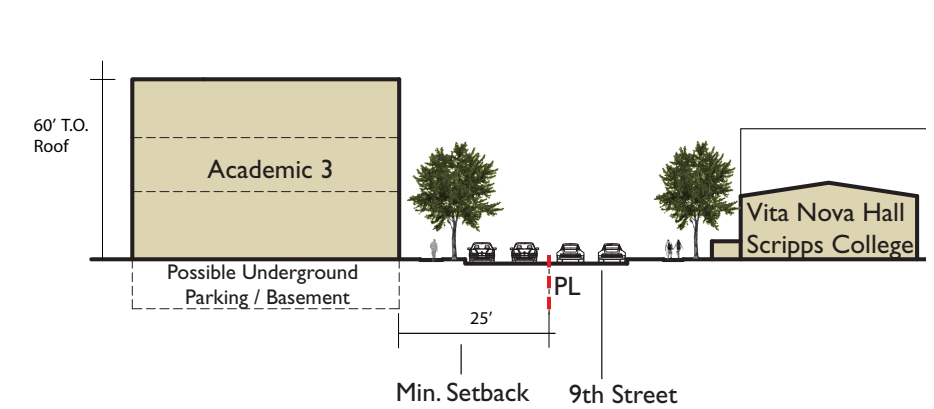 60' T.O.
Roof
Academic 3
Vita Nova Hall
Scripps College
Possible Underground
Parking / Basement
PL
25'
Min. Setback
9th Street